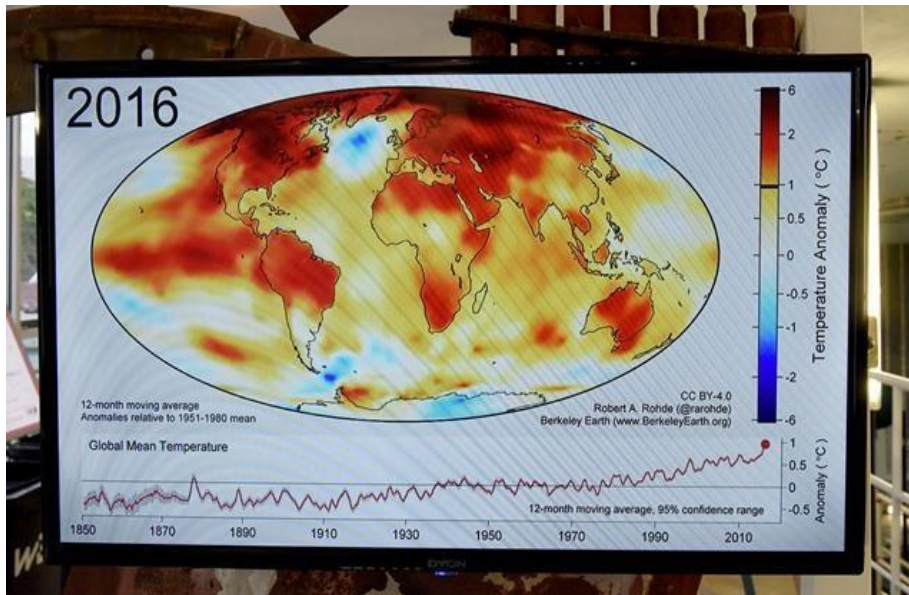 2016
6
2
1
0.5
0
-0.5
-1
-2
-6
Temperature Anomaly ( °C )
12-month moving average
Anomalies relative to 1951-1980 mean
CC BY-4.0
Robert A. Rohde (@rarohde)
Berkeley Earth (www.BerkeleyEarth.org)
Global Mean Temperature
1
0.5
0
-0.5
Anomaly ( °C )
12-month moving average, 95% confidence range
1850
1870
1890
1910
1930
1950
1970
1990
2010
DYON
Wi